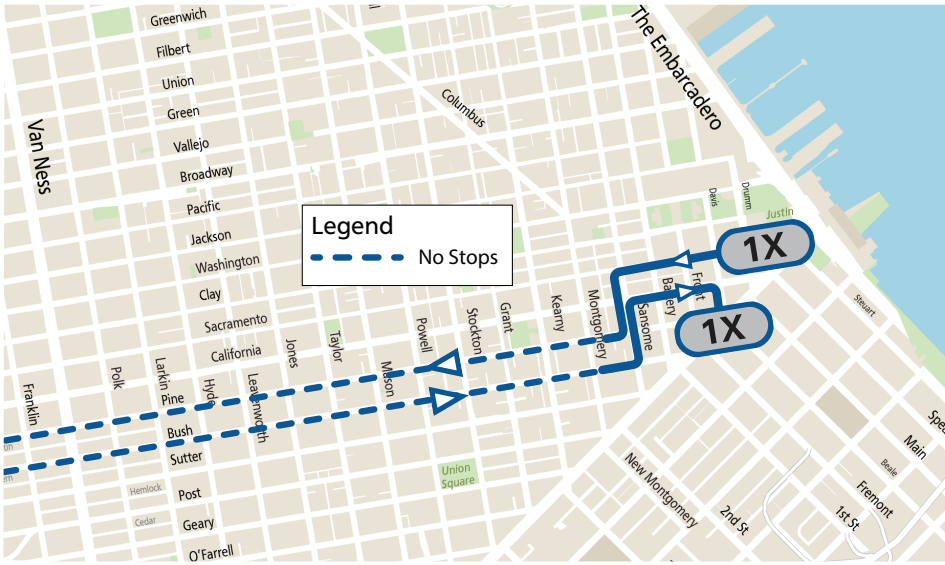 Greenwich
Filbert
Union
Green
Vallejo
Broadway
Pacific
Jackson
Washington
Clay
Sacramento
California
Pine
Bush
Sutter
Post
Geary
O'Farrell
Van Ness
Columbus
The Embarcadero
Davis
Drumm
Justin
Legend
No Stops
1X
1X
Front
Battery
Sansome
Montgomery
Kearny
Grant
Stockton
Powell
Mason
Taylor
Jones
Leavenworth
Hyde
Larkin
Polk
Franklin
Hemlock
Cedar
Union
Square
Steuart
New Montgomery
2nd St
1st St
Fremont
Beale
Main
Spea